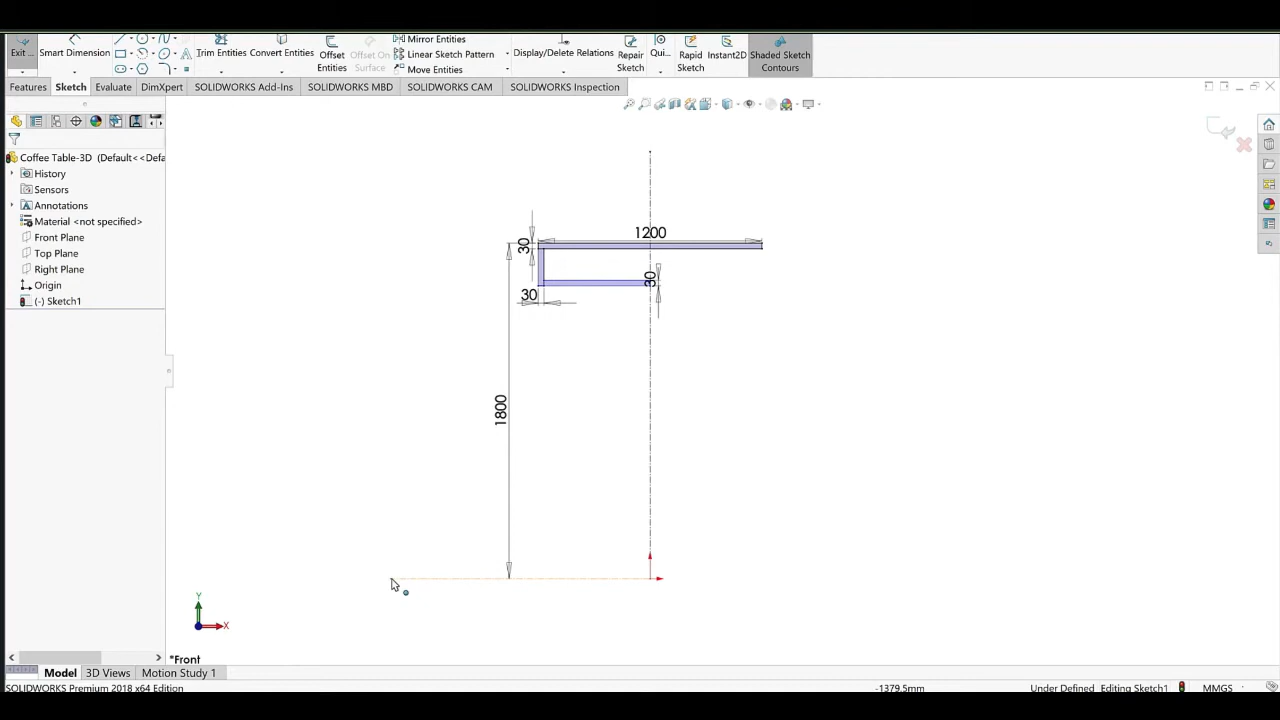 Mirror Entities
Exit ...
Smart Dimension
Trim Entities
Convert Entities
Offset
Entities
Offset On
Surface
Linear Sketch Pattern
Move Entities
Display/Delete Relations
Repair
Sketch
Qui...
Rapid
Sketch
Instant2D
Shaded Sketch
Contours
Features
Sketch
Evaluate
DimXpert
SOLIDWORKS Add-Ins
SOLIDWORKS MBD
SOLIDWORKS CAM
SOLIDWORKS Inspection
Coffee Table-3D (Default<<Defa
History
Sensors
Annotations
Material <not specified>
Front Plane
Top Plane
Right Plane
Origin
(-) Sketch1
1200
30
30
30
1800
Y
X
*Front
Model
3D Views
Motion Study 1
SOLIDWORKS Premium 2018 x64 Edition
-1379.5mm
Under Defined
Editing Sketch1
MMGS